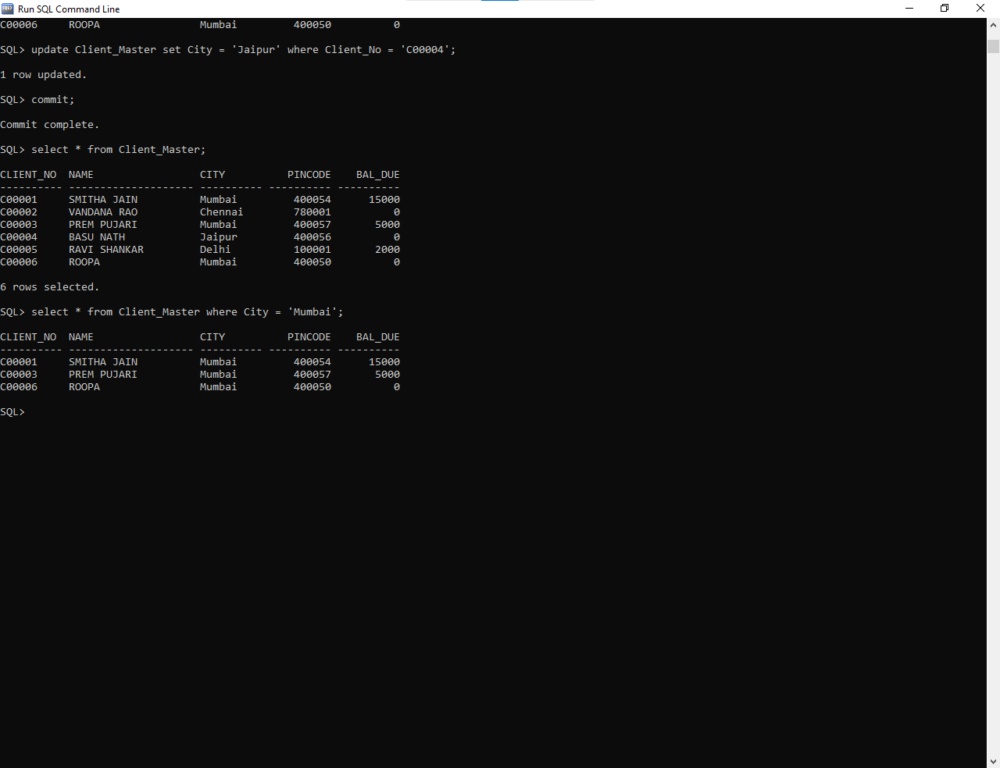 Run SQL Command Line
C00006     ROOPA                Mumbai         400050          0
SQL> update Client_Master set City = 'Jaipur' where Client_No = 'C00004';
1 row updated.
SQL> commit;
Commit complete.
SQL> select * from Client_Master;
CLIENT_NO  NAME                 CITY          PINCODE    BAL_DUE
---------- -------------------- ---------- ---------- ----------
C00001     SMITHA JAIN          Mumbai         400054      15000
C00002     VANDANA RAO          Chennai        780001          0
C00003     PREM PUJARI          Mumbai         400057       5000
C00004     BASU NATH            Jaipur         400056          0
C00005     RAVI SHANKAR         Delhi          100001       2000
C00006     ROOPA                Mumbai         400050          0
6 rows selected.
SQL> select * from Client_Master where City = 'Mumbai';
CLIENT_NO  NAME                 CITY          PINCODE    BAL_DUE
---------- -------------------- ---------- ---------- ----------
C00001     SMITHA JAIN          Mumbai         400054      15000
C00003     PREM PUJARI          Mumbai         400057       5000
C00006     ROOPA                Mumbai         400050          0
SQL>